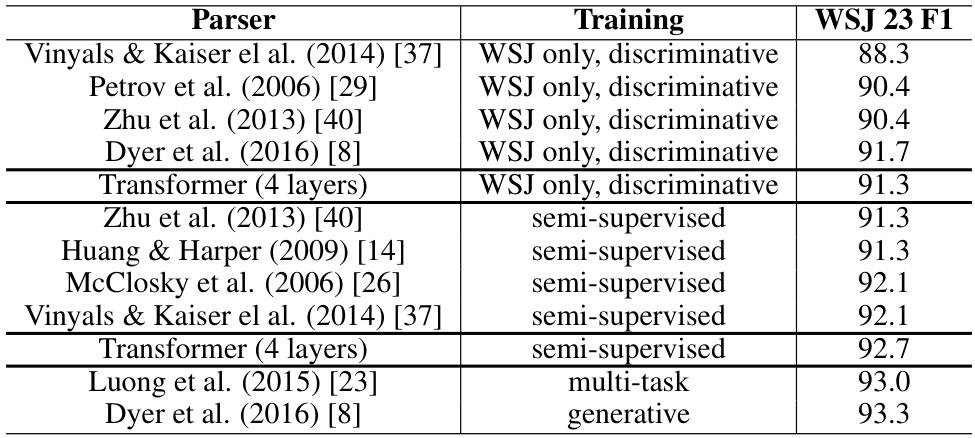 Parser Training WSJ 23 F1
Vinyals & Kaiser el al. (2014) [37] WSJ only, discriminative 88.3
Petrov et al. (2006) [29] WSJ only, discriminative 90.4
Zhu et al. (2013) [40] WSJ only, discriminative 90.4
Dyer et al. (2016) [8] WSJ only, discriminative 91.7
Transformer (4 layers) WSJ only, discriminative 91.3
Zhu et al. (2013) [40] semi-supervised 91.3
Huang & Harper (2009) [14] semi-supervised 91.3
McClosky et al. (2006) [26] semi-supervised 92.1
Vinyals & Kaiser el al. (2014) [37] semi-supervised 92.1
Transformer (4 layers) semi-supervised 92.7
Luong et al. (2015) [23] multi-task 93.0
Dyer et al. (2016) [8] generative 93.3